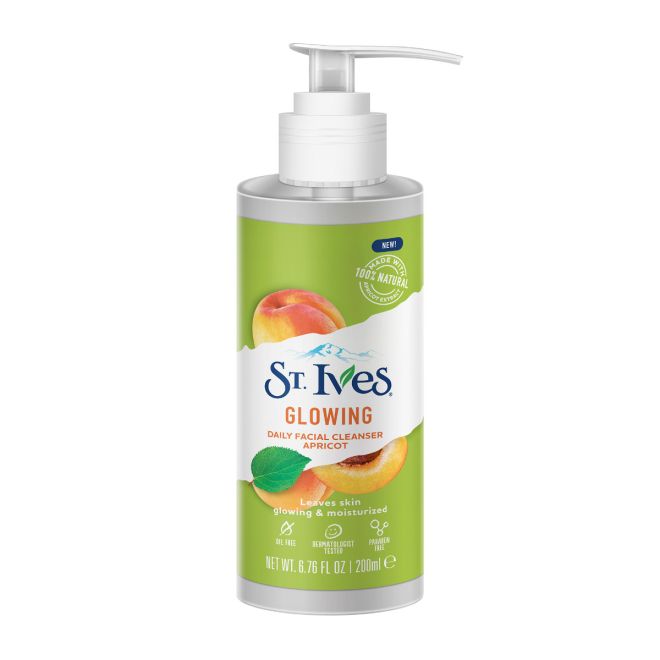 NEW!
MADE WITH
100% NATURAL
APRICOT EXTRACT
ST. IVES®
GLOWING
DAILY FACIAL CLEANSER
APRICOT
Leaves skin
glowing & moisturized
OIL FREE
DERMATOLOGIST
TESTED
PARABEN
FREE
NET WT. 6.76 FL OZ | 200ml ℮